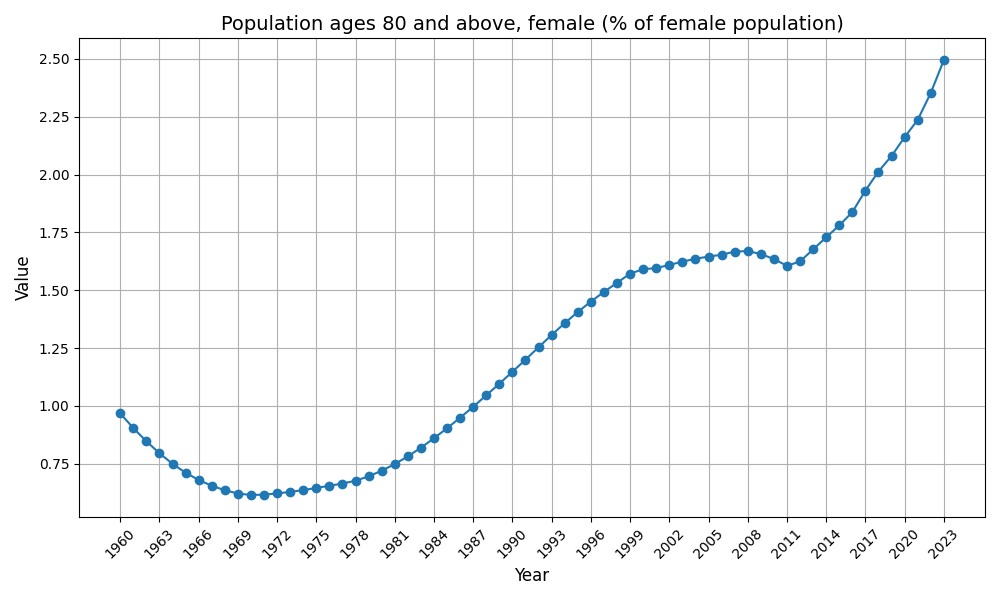 Population ages 80 and above, female (% of female population)
Value
2.50
2.25
2.00
1.75
1.50
1.25
1.00
0.75
1960 1963 1966 1969 1972 1975 1978 1981 1984 1987 1990 1993 1996 1999 2002 2005 2008 2011 2014 2017 2020 2023
Year